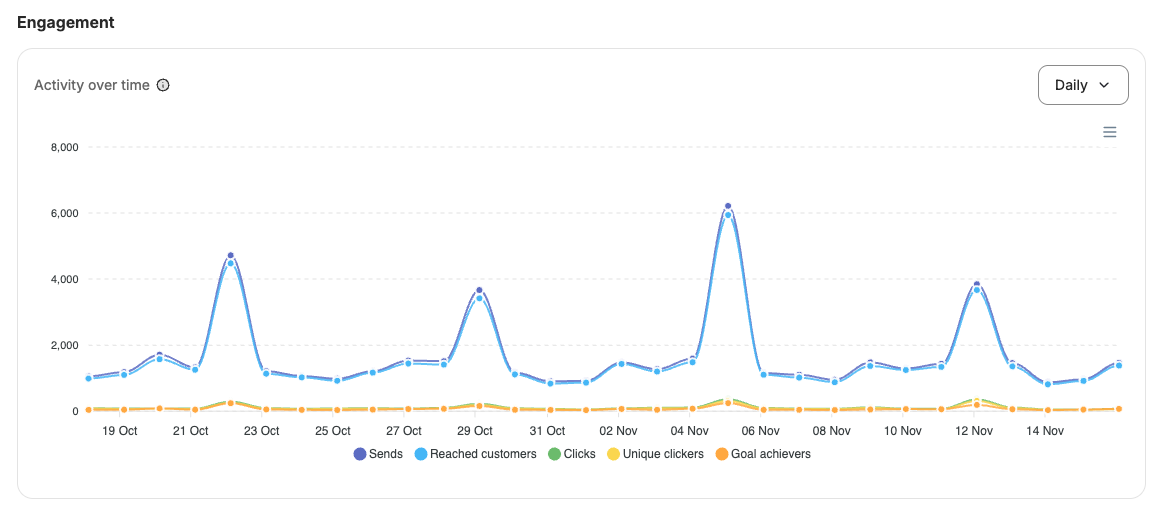 Engagement
Activity over time
Daily
8,000
6,000
4,000
2,000
0
19 Oct 21 Oct 23 Oct 25 Oct 27 Oct 29 Oct 31 Oct 02 Nov 04 Nov 06 Nov 08 Nov 10 Nov 12 Nov 14 Nov
Sends Reached customers Clicks Unique clickers Goal achievers